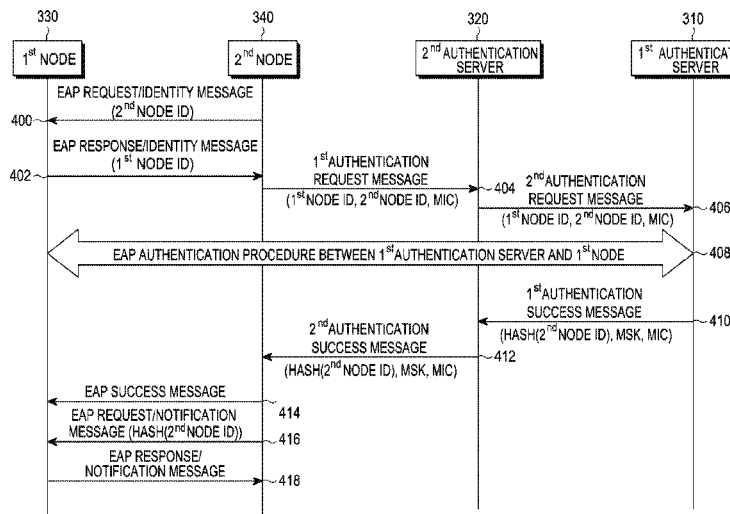 330
340
320
310
1st NODE
2nd NODE
2nd AUTHENTICATION
SERVER
1st
SERVER
EAP REQUEST/IDENTITY MESSAGE
(2nd NODE ID)
400
EAP RESPONSE/IDENTITY MESSAGE
(1st NODE ID)
402
1st AUTHENTICATION
REQUEST MESSAGE
(1st NODE ID, 2nd NODE ID, MIC)
404
2nd AUTHENTICATION
REQUEST MESSAGE
(1st NODE ID, 2nd NODE ID, MIC)
406
EAP AUTHENTICATION PROCEDURE BETWEEN 1st AUTHENTICATION SERVER AND 1st NODE
408
1st AUTHENTICATION
SUCCESS MESSAGE
(HASH(2nd NODE ID), MSK, MIC)
410
2nd AUTHENTICATION
SUCCESS MESSAGE
(HASH(2nd NODE ID), MSK, MIC)
412
EAP SUCCESS MESSAGE
414
EAP REQUEST/NOTIFICATION
MESSAGE (HASH(2nd NODE ID))
416
EAP RESPONSE/
NOTIFICATION MESSAGE
418